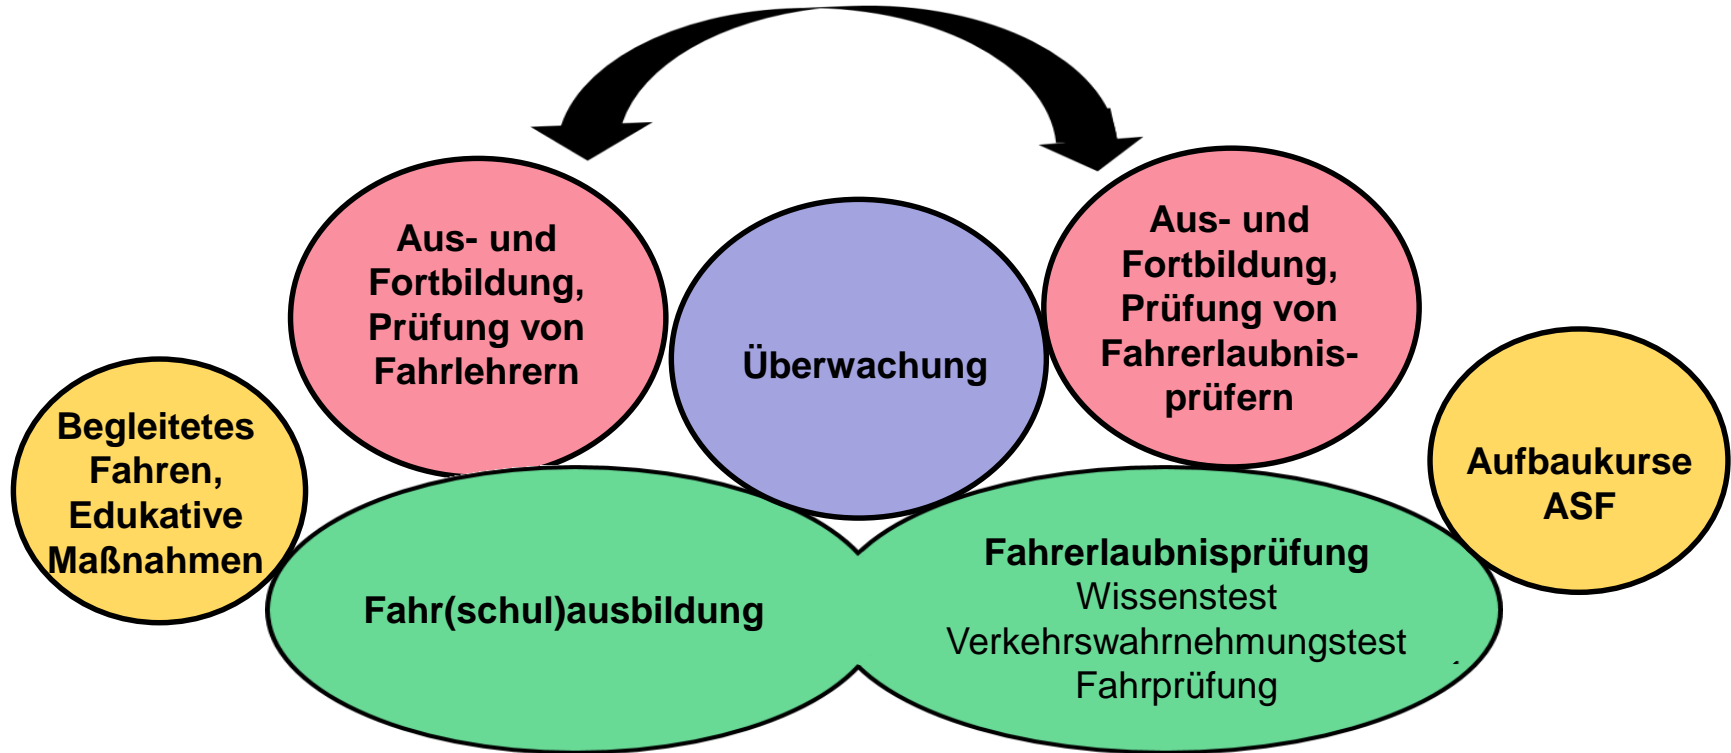 Aus- und
Fortbildung,
Prüfung von
Fahrlehrern
Überwachung
Aus- und
Fortbildung,
Prüfung von
Fahrerlaubnis-
prüfern
Begleitetes
Fahren,
Edukative
Maßnahmen
Aufbaukurse
ASF
Fahr(schul)ausbildung
Fahrerlaubnisprüfung
Wissenstest
Verkehrswahrnehmungstest
Fahrprüfung